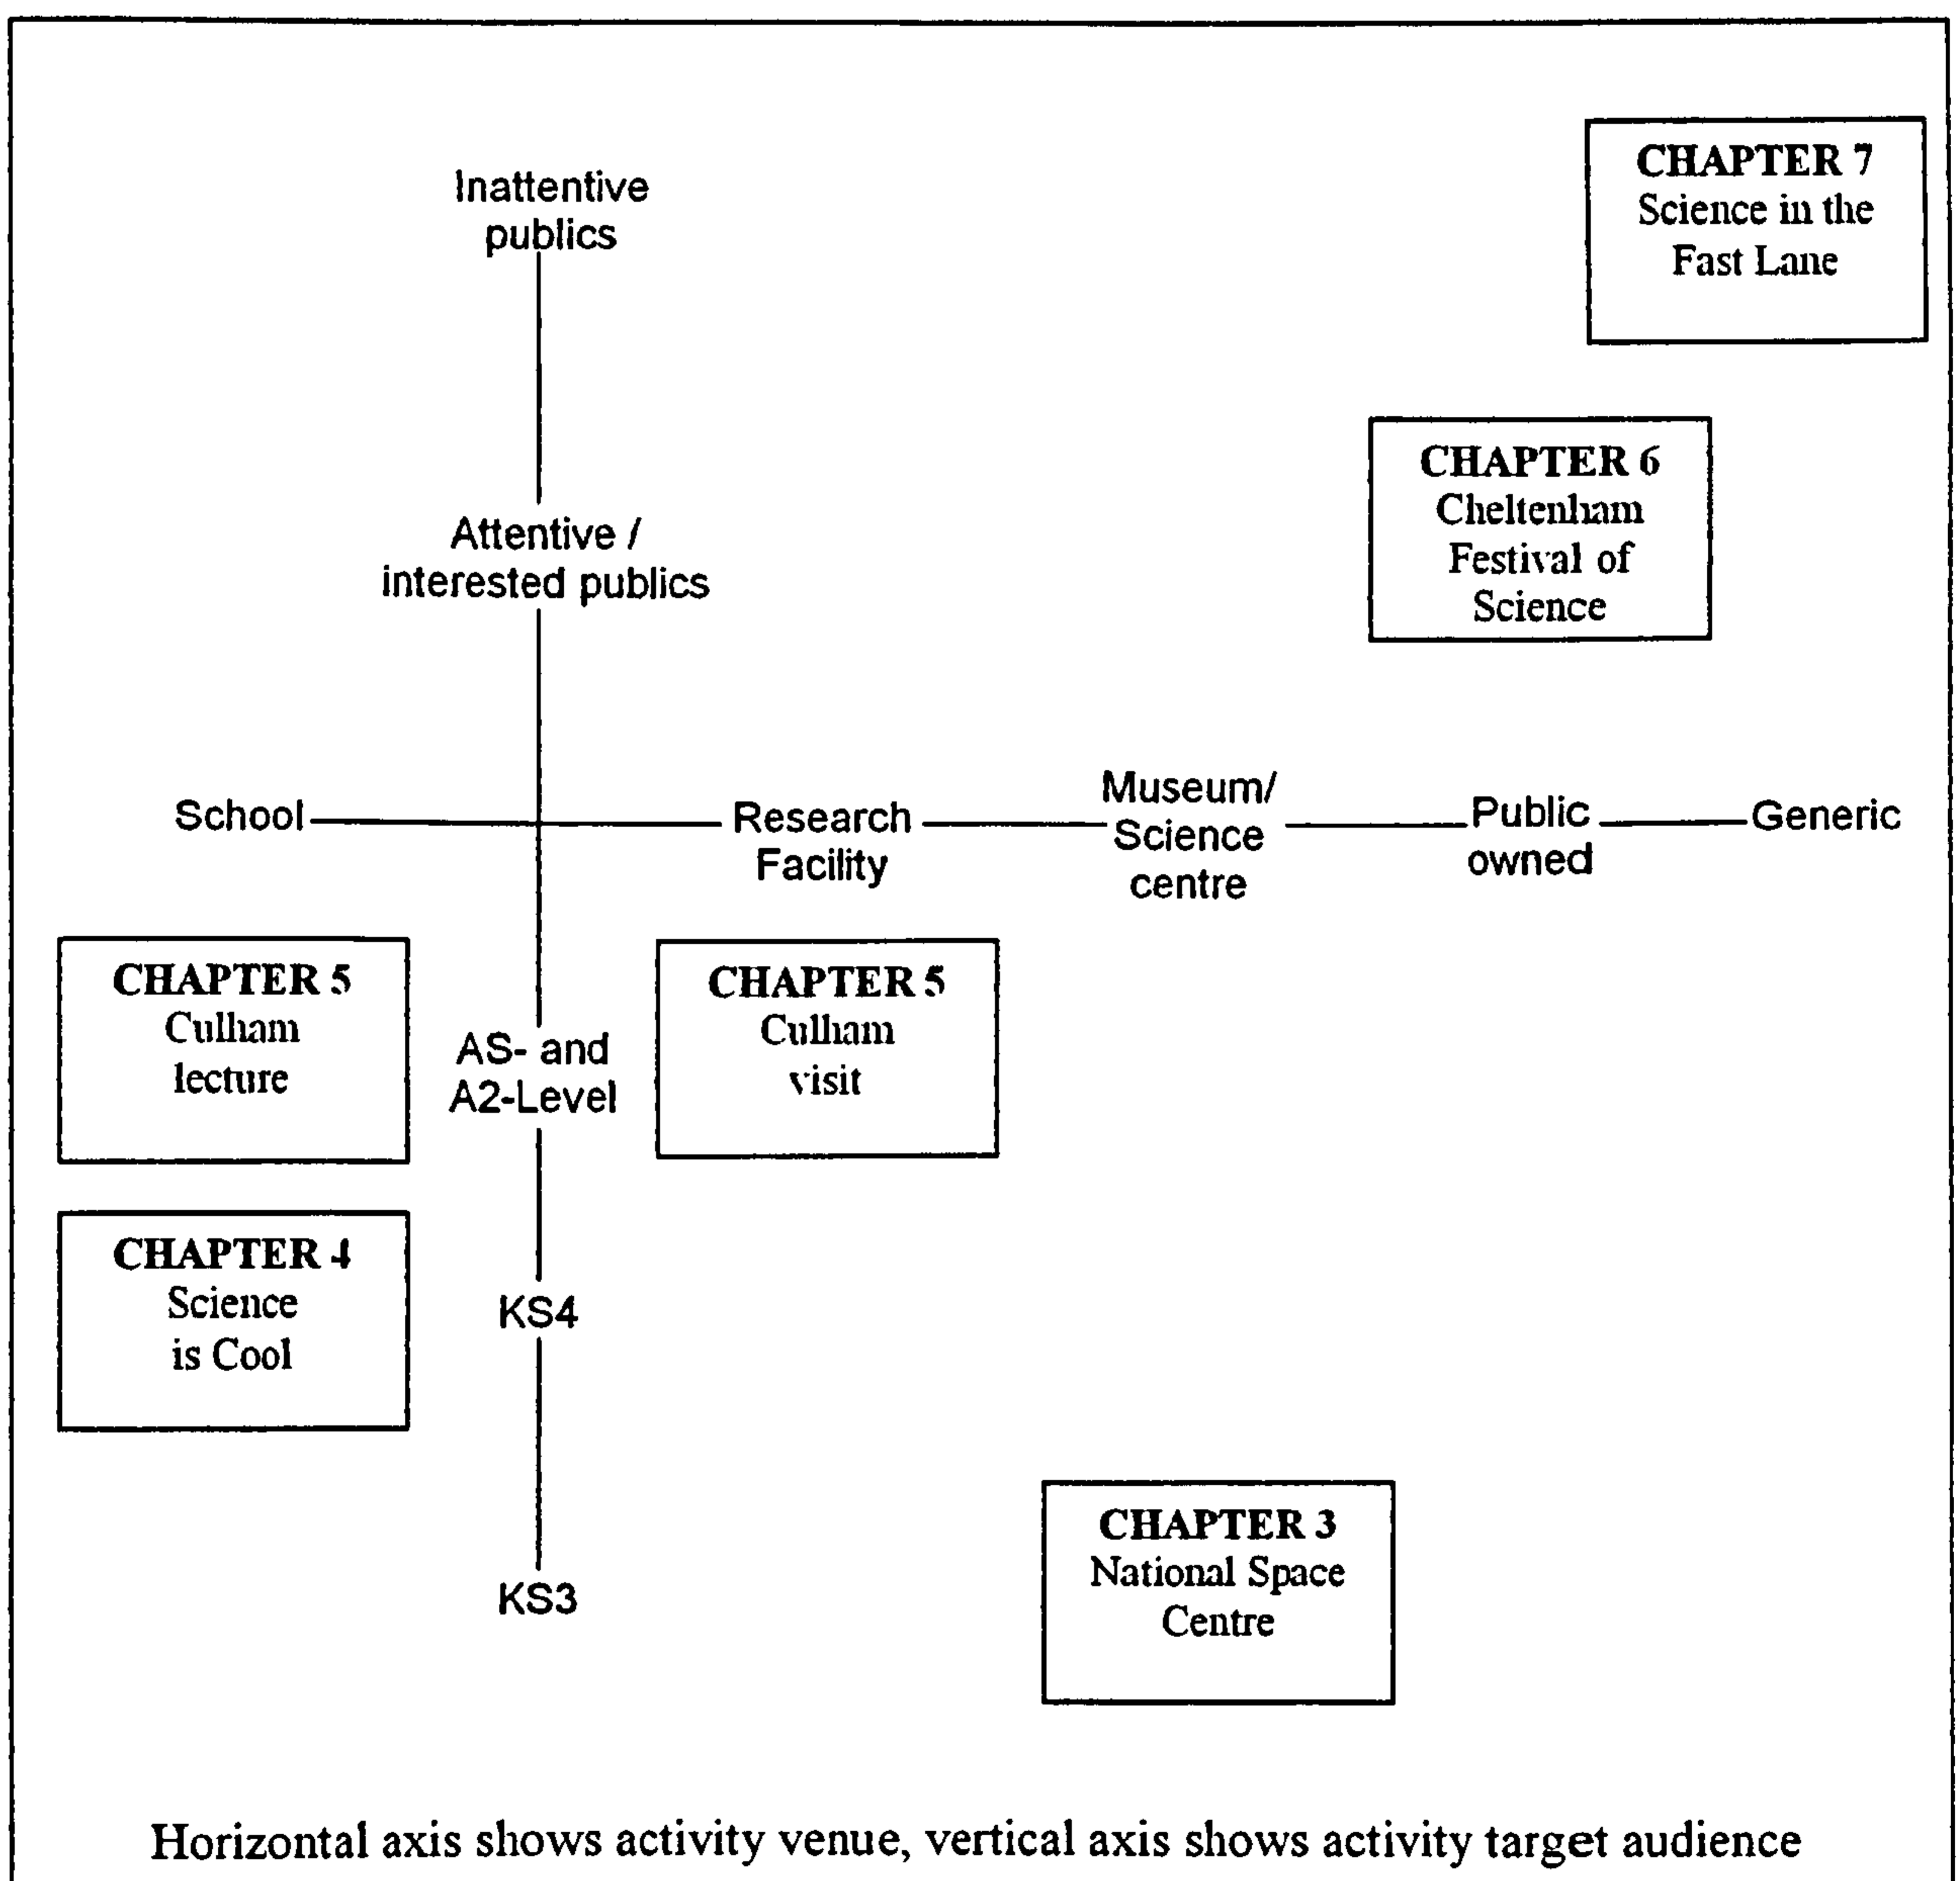 CHAPTER 7
Science in the
Fast Lane
Inattentive
publics
CHAPTER 6
Cheltenham
Festival of
Science
Attentive /
interested publics
School
Research
Facility
Museum/
Science
centre
Public
owned
Generic
CHAPTER 5
Culham
lecture
AS- and
A2-Level
CHAPTER 5
Culham
visit
CHAPTER 4
Science
is Cool
KS4
KS3
CHAPTER 3
National Space
Centre
Horizontal axis shows activity venue, vertical axis shows activity target audience